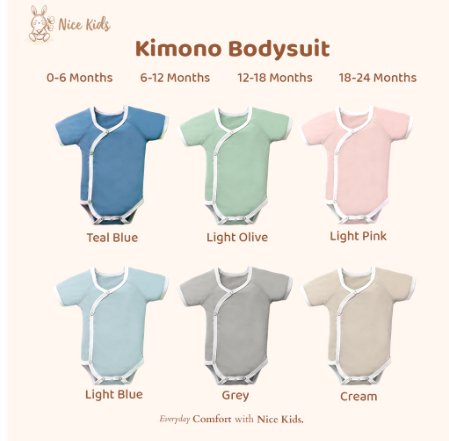 Nice Kids
Kimono Bodysuit
0-6 Months 6-12 Months 12-18 Months 18-24 Months
Teal Blue Light Olive Light Pink
Light Blue Grey Cream
Everyday Comfort with Nice Kids.